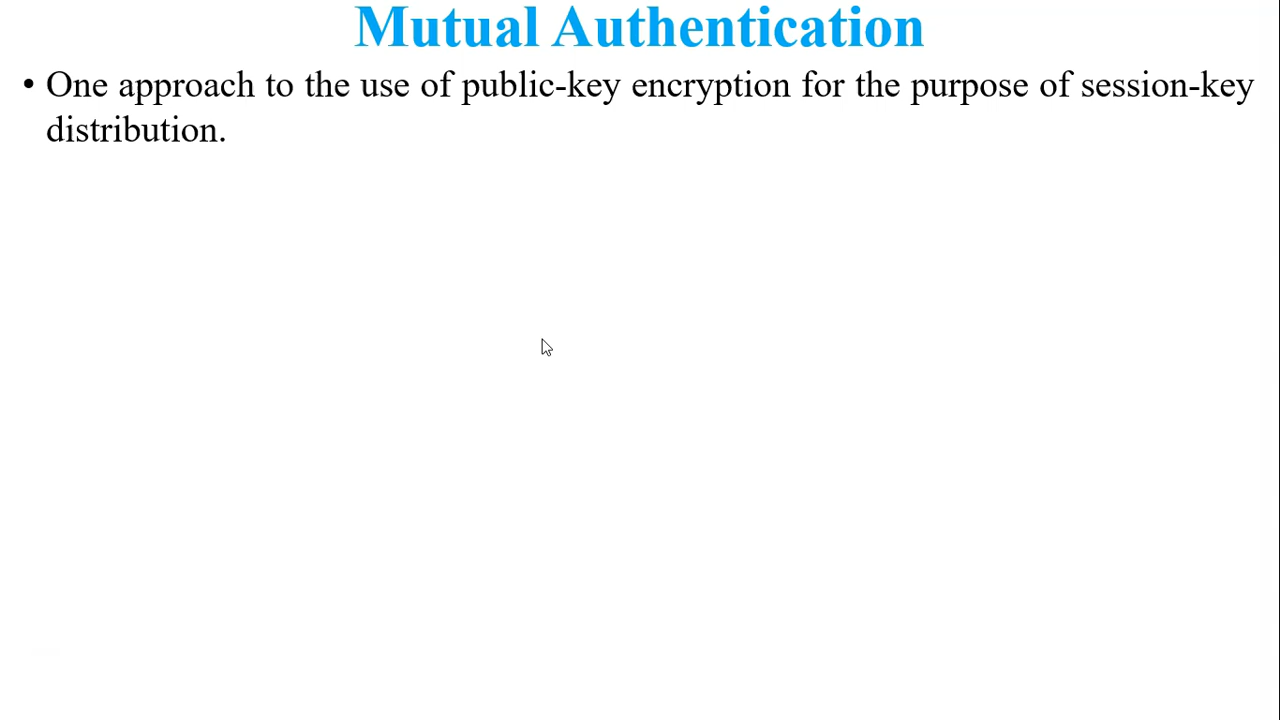 Mutual Authentication
• One approach to the use of public-key encryption for the purpose of session-key
distribution.